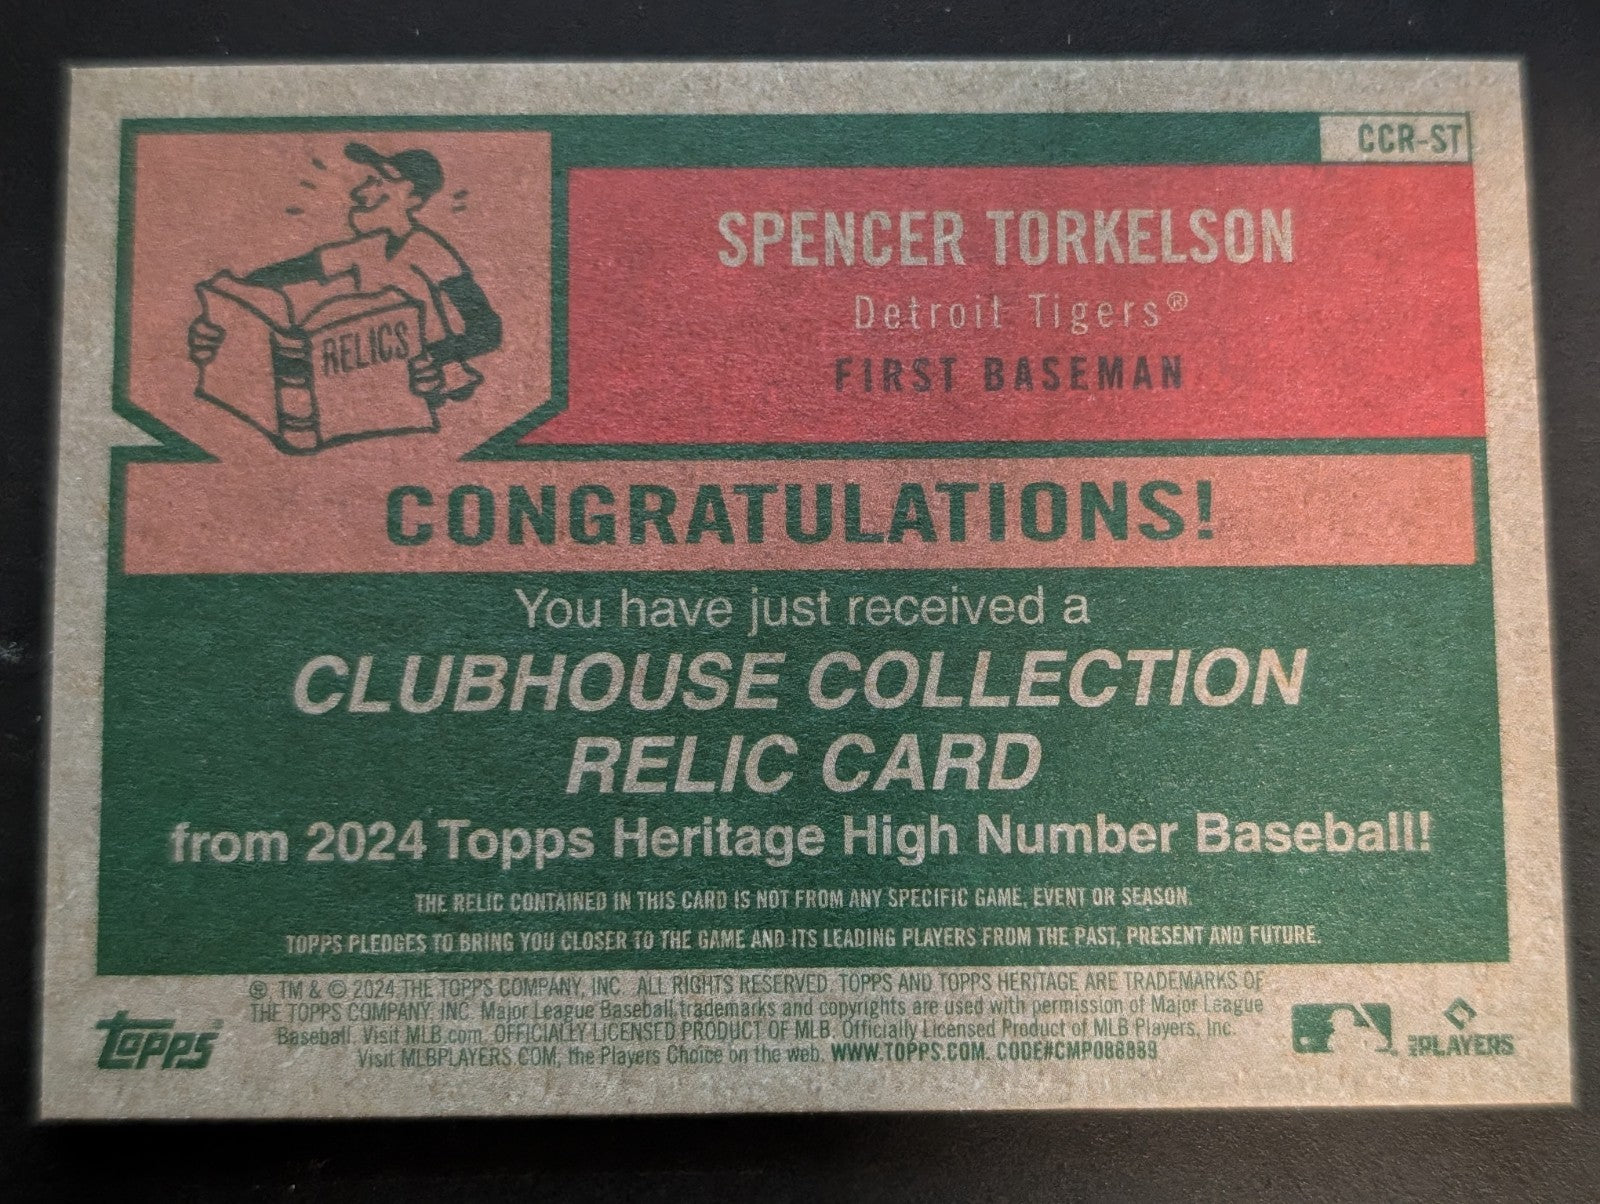 CCR-ST
SPENCER TORKELSON
Detroit Tigers®
FIRST BASEMAN
RELICS
CONGRATULATIONS!
You have just received a
CLUBHOUSE COLLECTION
RELIC CARD
from 2024 Topps Heritage High Number Baseball!
THE RELIC CONTAINED IN THIS CARD IS NOT FROM ANY SPECIFIC GAME, EVENT OR SEASON.
TOPPS PLEDGES TO BRING YOU CLOSER TO THE GAME AND ITS LEADING PLAYERS FROM THE PAST, PRESENT AND FUTURE.
®, TM & © 2024 THE TOPPS COMPANY, INC. ALL RIGHTS RESERVED. TOPPS AND TOPPS HERITAGE ARE TRADEMARKS OF
THE TOPPS COMPANY, INC. Major League Baseball trademarks and copyrights are used with permission of Major League
Baseball. Visit MLB.com. OFFICIALLY LICENSED PRODUCT OF MLB. Officially Licensed Product of MLB Players, Inc.
Visit MLBPLAYERS.COM, the Players Choice on the web. WWW.TOPPS.COM. CODE#CMP088889
Topps
PLAYERS